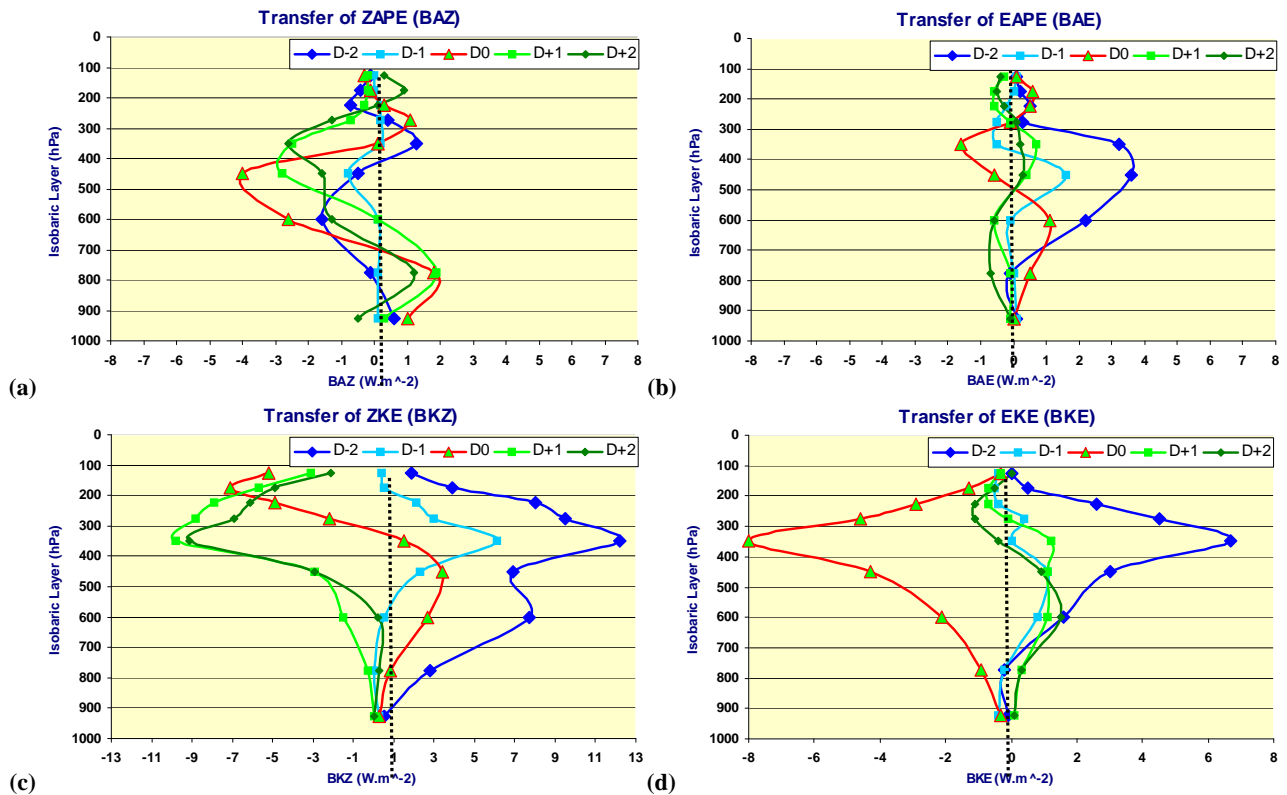 Transfer of ZAPE (BAZ)
D-2 D-1 D0 D+1 D+2
0
100
200
300
400
500
600
700
800
900
1000
Isobaric Layer (hPa)
-8 -7 -6 -5 -4 -3 -2 -1 0 1 2 3 4 5 6 7 8
BAZ (W.m^-2)
(a)
Transfer of EAPE (BAE)
D-2 D-1 D0 D+1 D+2
0
100
200
300
400
500
600
700
800
900
1000
Isobaric Layer (hPa)
-8 -7 -6 -5 -4 -3 -2 -1 0 1 2 3 4 5 6 7 8
BAE (W.m^-2)
(b)
Transfer of ZKE (BKZ)
D-2 D-1 D0 D+1 D+2
0
100
200
300
400
500
600
700
800
900
1000
Isobaric Layer (hPa)
-13 -11 -9 -7 -5 -3 -1 1 3 5 7 9 11 13
BKZ (W.m^-2)
(c)
Transfer of EKE (BKE)
D-2 D-1 D0 D+1 D+2
0
100
200
300
400
500
600
700
800
900
1000
Isobaric Layer (hPa)
-8 -6 -4 -2 0 2 4 6 8
BKE (W.m^-2)
(d)